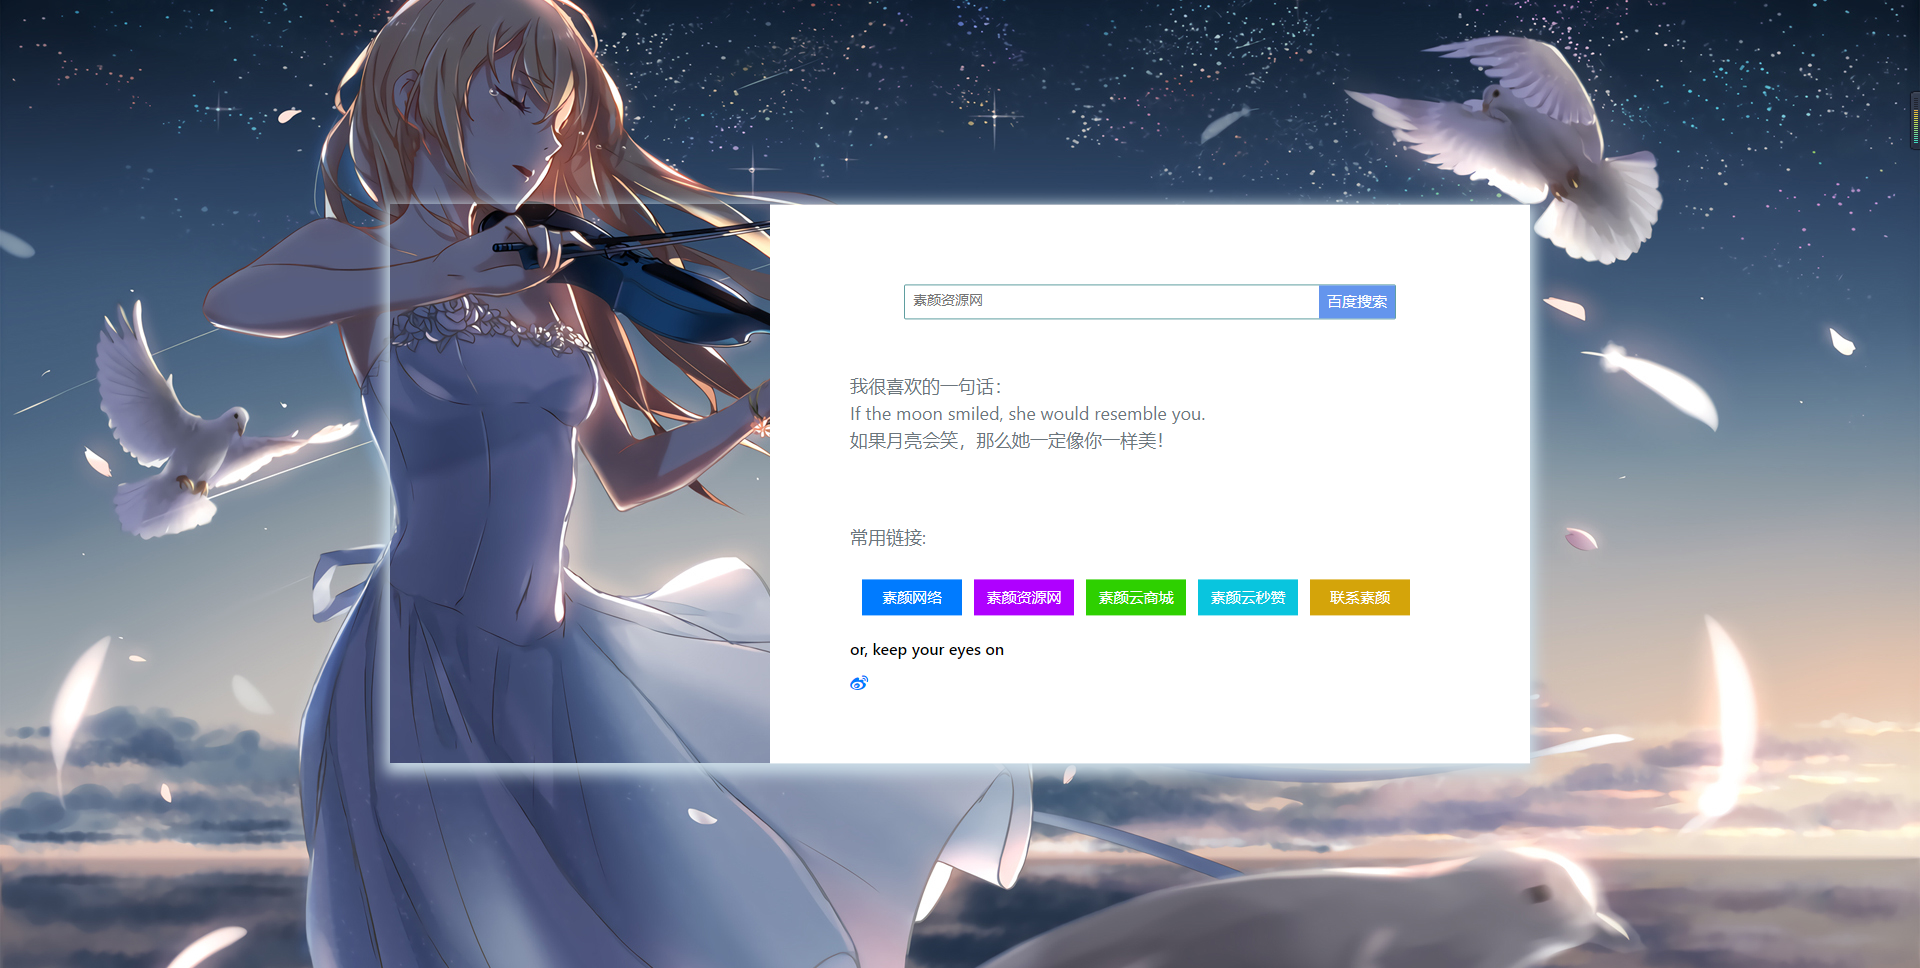 素颜资源网
百度搜索
我很喜欢的一句话：
If the moon smiled, she would resemble you.
如果月亮会笑，那么她一定像你一样美！
常用链接:
素颜网络
素颜资源网
素颜云商城
素颜云秒赞
联系素颜
or, keep your eyes on